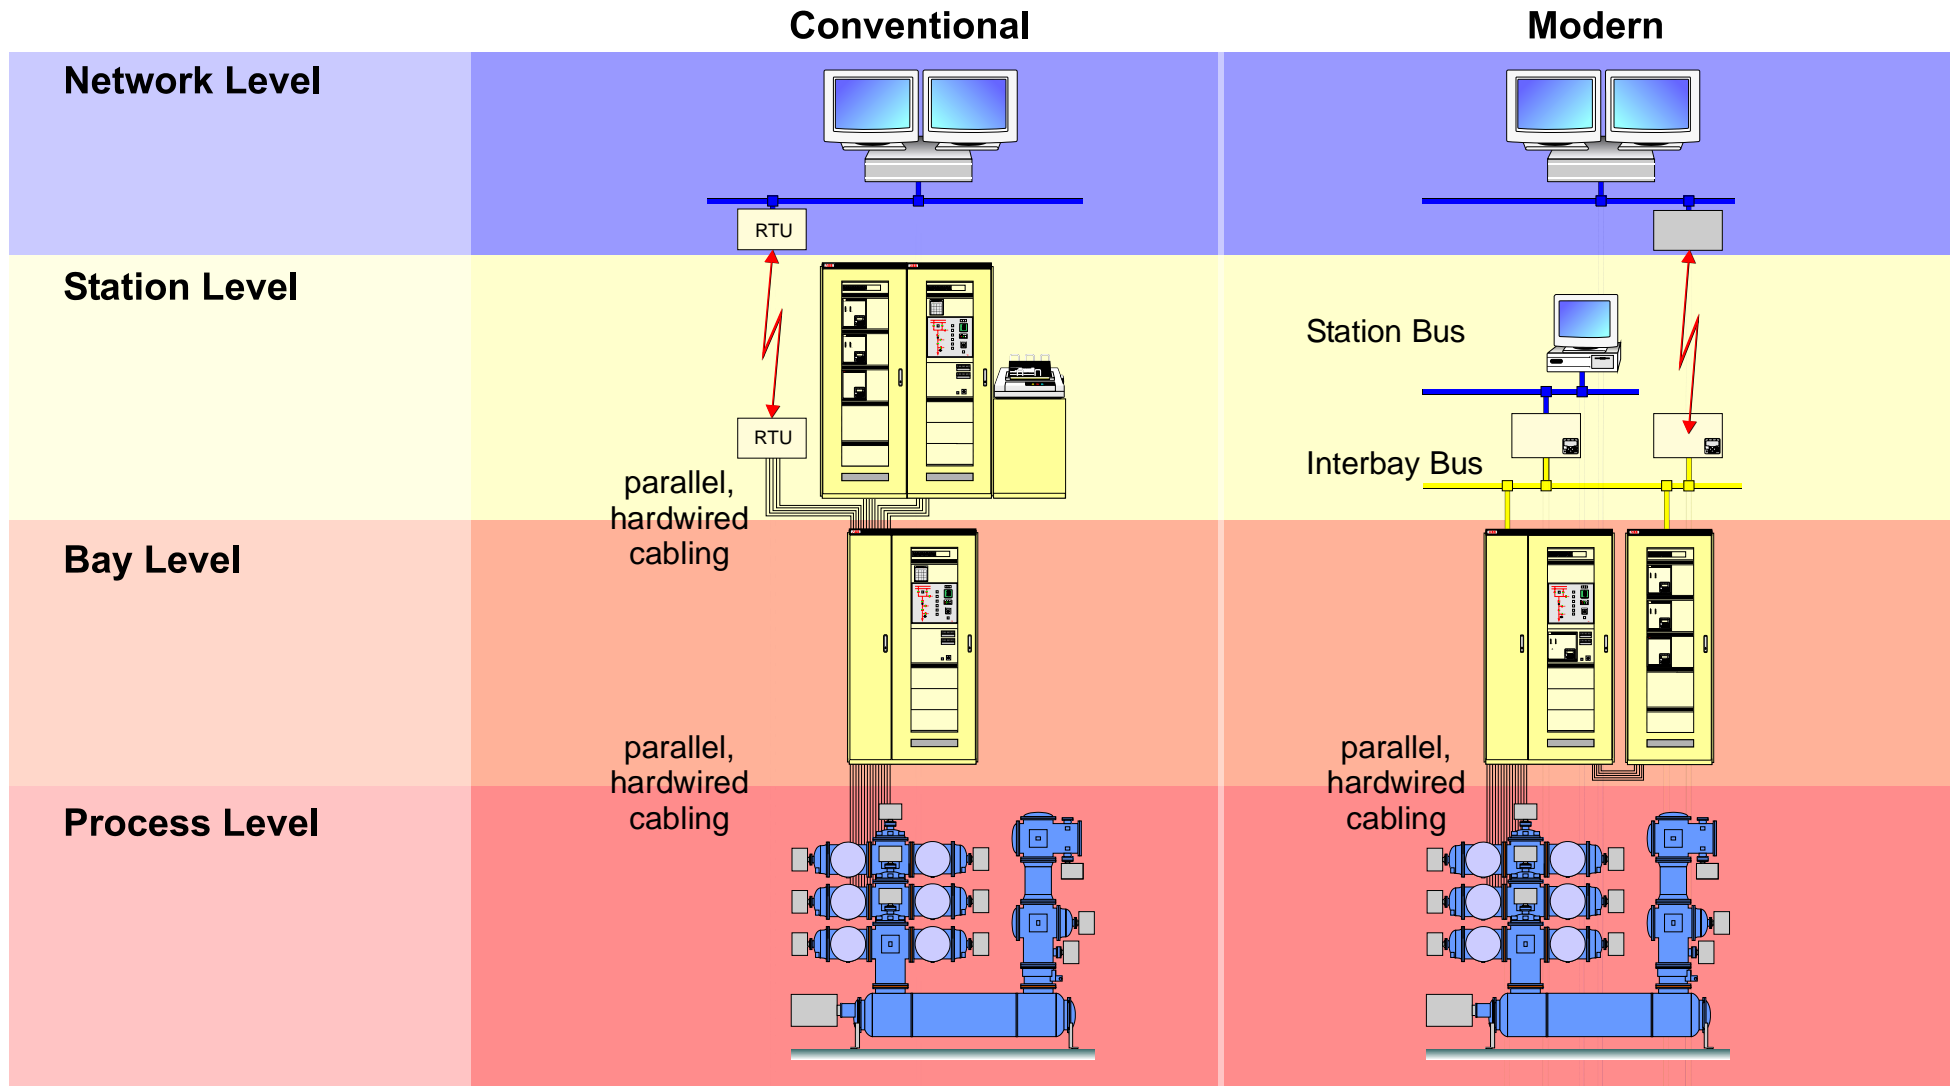 Conventional
Modern
Network Level
RTU
Station Level
Station Bus
RTU
Interbay Bus
parallel,
hardwired
cabling
Bay Level
parallel,
hardwired
cabling
parallel,
hardwired
cabling
Process Level